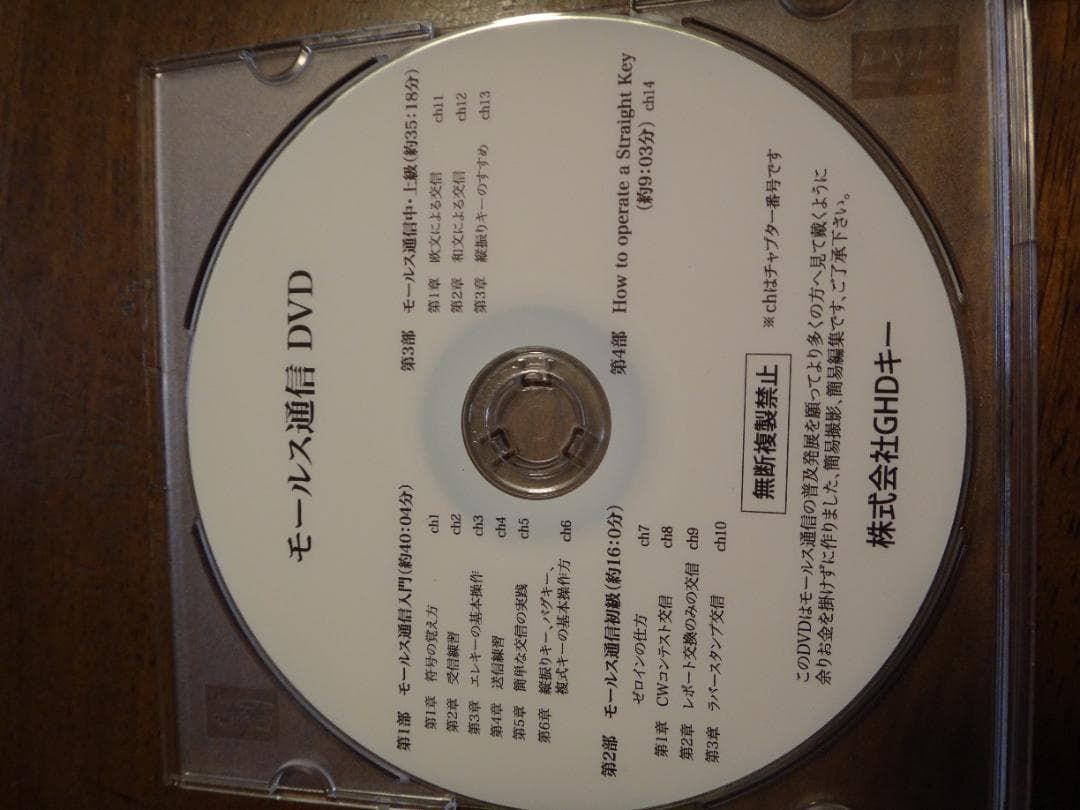 モールス通信 DVD
第1部 モールス通信入門(約40:04分)
第1章 符号の覚え方 ch1
第2章 受信練習 ch2
第3章 エレキーの基本操作 ch3
第4章 送信練習 ch4
第5章 簡単な交信の実践 ch5
第6章 縦振りキー、バグキー、
複式キーの基本操作方 ch6
第2部 モールス通信初級(約16:0分)
ゼロインの仕方 ch7
第1章 CWコンテスト交信 ch8
第2章 レポート交換のみの交信 ch9
第3章 ラバースタンプ交信 ch10
第3部 モールス通信中・上級(約35:18分)
第1章 欧文による交信 ch11
第2章 和文による交信 ch12
第3章 縦振りキーのすすめ ch13
第4部 How to operate a Straight Key
(約9:03分) ch14
※chはチャプター番号です
無断複製禁止
このDVDはモールス通信の普及発展を願ってより多くの方へ見て戴くように
余りお金を掛けずに作りました、簡易撮影、簡易編集です、ご了承下さい。
株式会社GHDキー